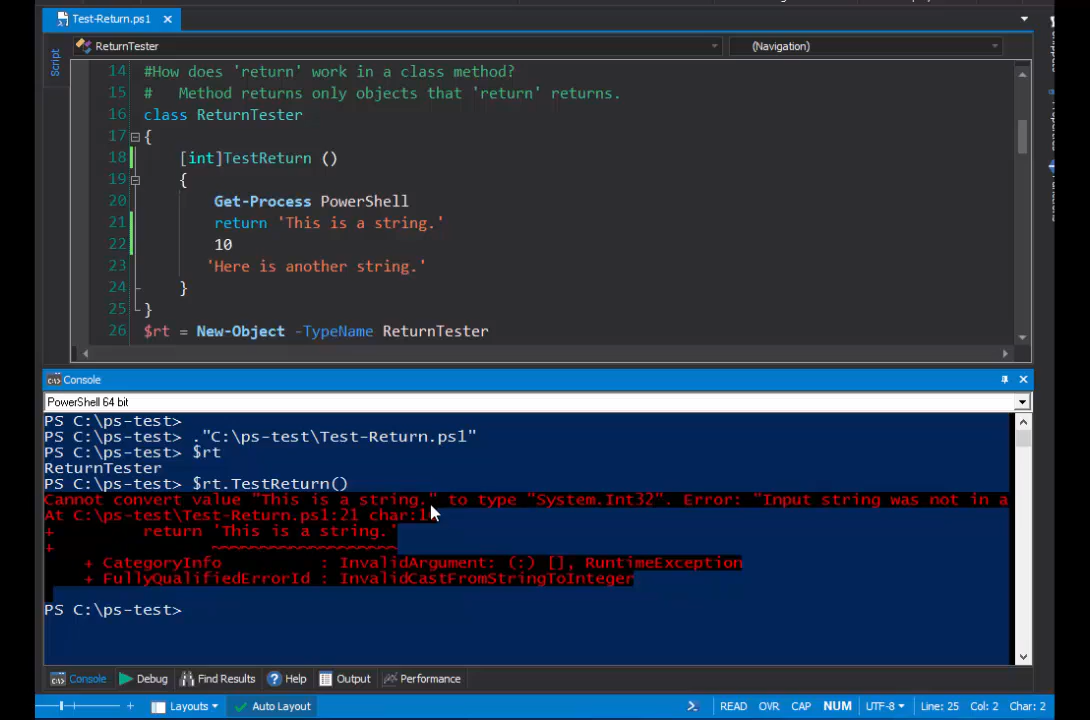 Test-Return.ps1
ReturnTester
(Navigation)
Script
14 #How does 'return' work in a class method?
15 #   Method returns only objects that 'return' returns.
16 class ReturnTester
17 {
18     [int]TestReturn ()
19     {
20         Get-Process PowerShell
21         return 'This is a string.'
22         10
23        'Here is another string.'
24     }
25 }
26 $rt = New-Object -TypeName ReturnTester
Console
PowerShell 64 bit
PS C:\ps-test>
PS C:\ps-test> ."C:\ps-test\Test-Return.ps1"
PS C:\ps-test> $rt
ReturnTester
PS C:\ps-test> $rt.TestReturn()
Cannot convert value "This is a string." to type "System.Int32". Error: "Input string was not in a
At C:\ps-test\Test-Return.ps1:21 char:
+         return 'This is a string.'
+         ~~~~~~~~~~~~~~~~~~~~~~~~~~
    + CategoryInfo          : InvalidArgument: (:) [], RuntimeException
    + FullyQualifiedErrorId : InvalidCastFromStringToInteger
PS C:\ps-test>
Console Debug Find Results Help Output Performance
Layouts Auto Layout READ OVR CAP NUM UTF-8 Line: 25 Col: 2 Char: 2